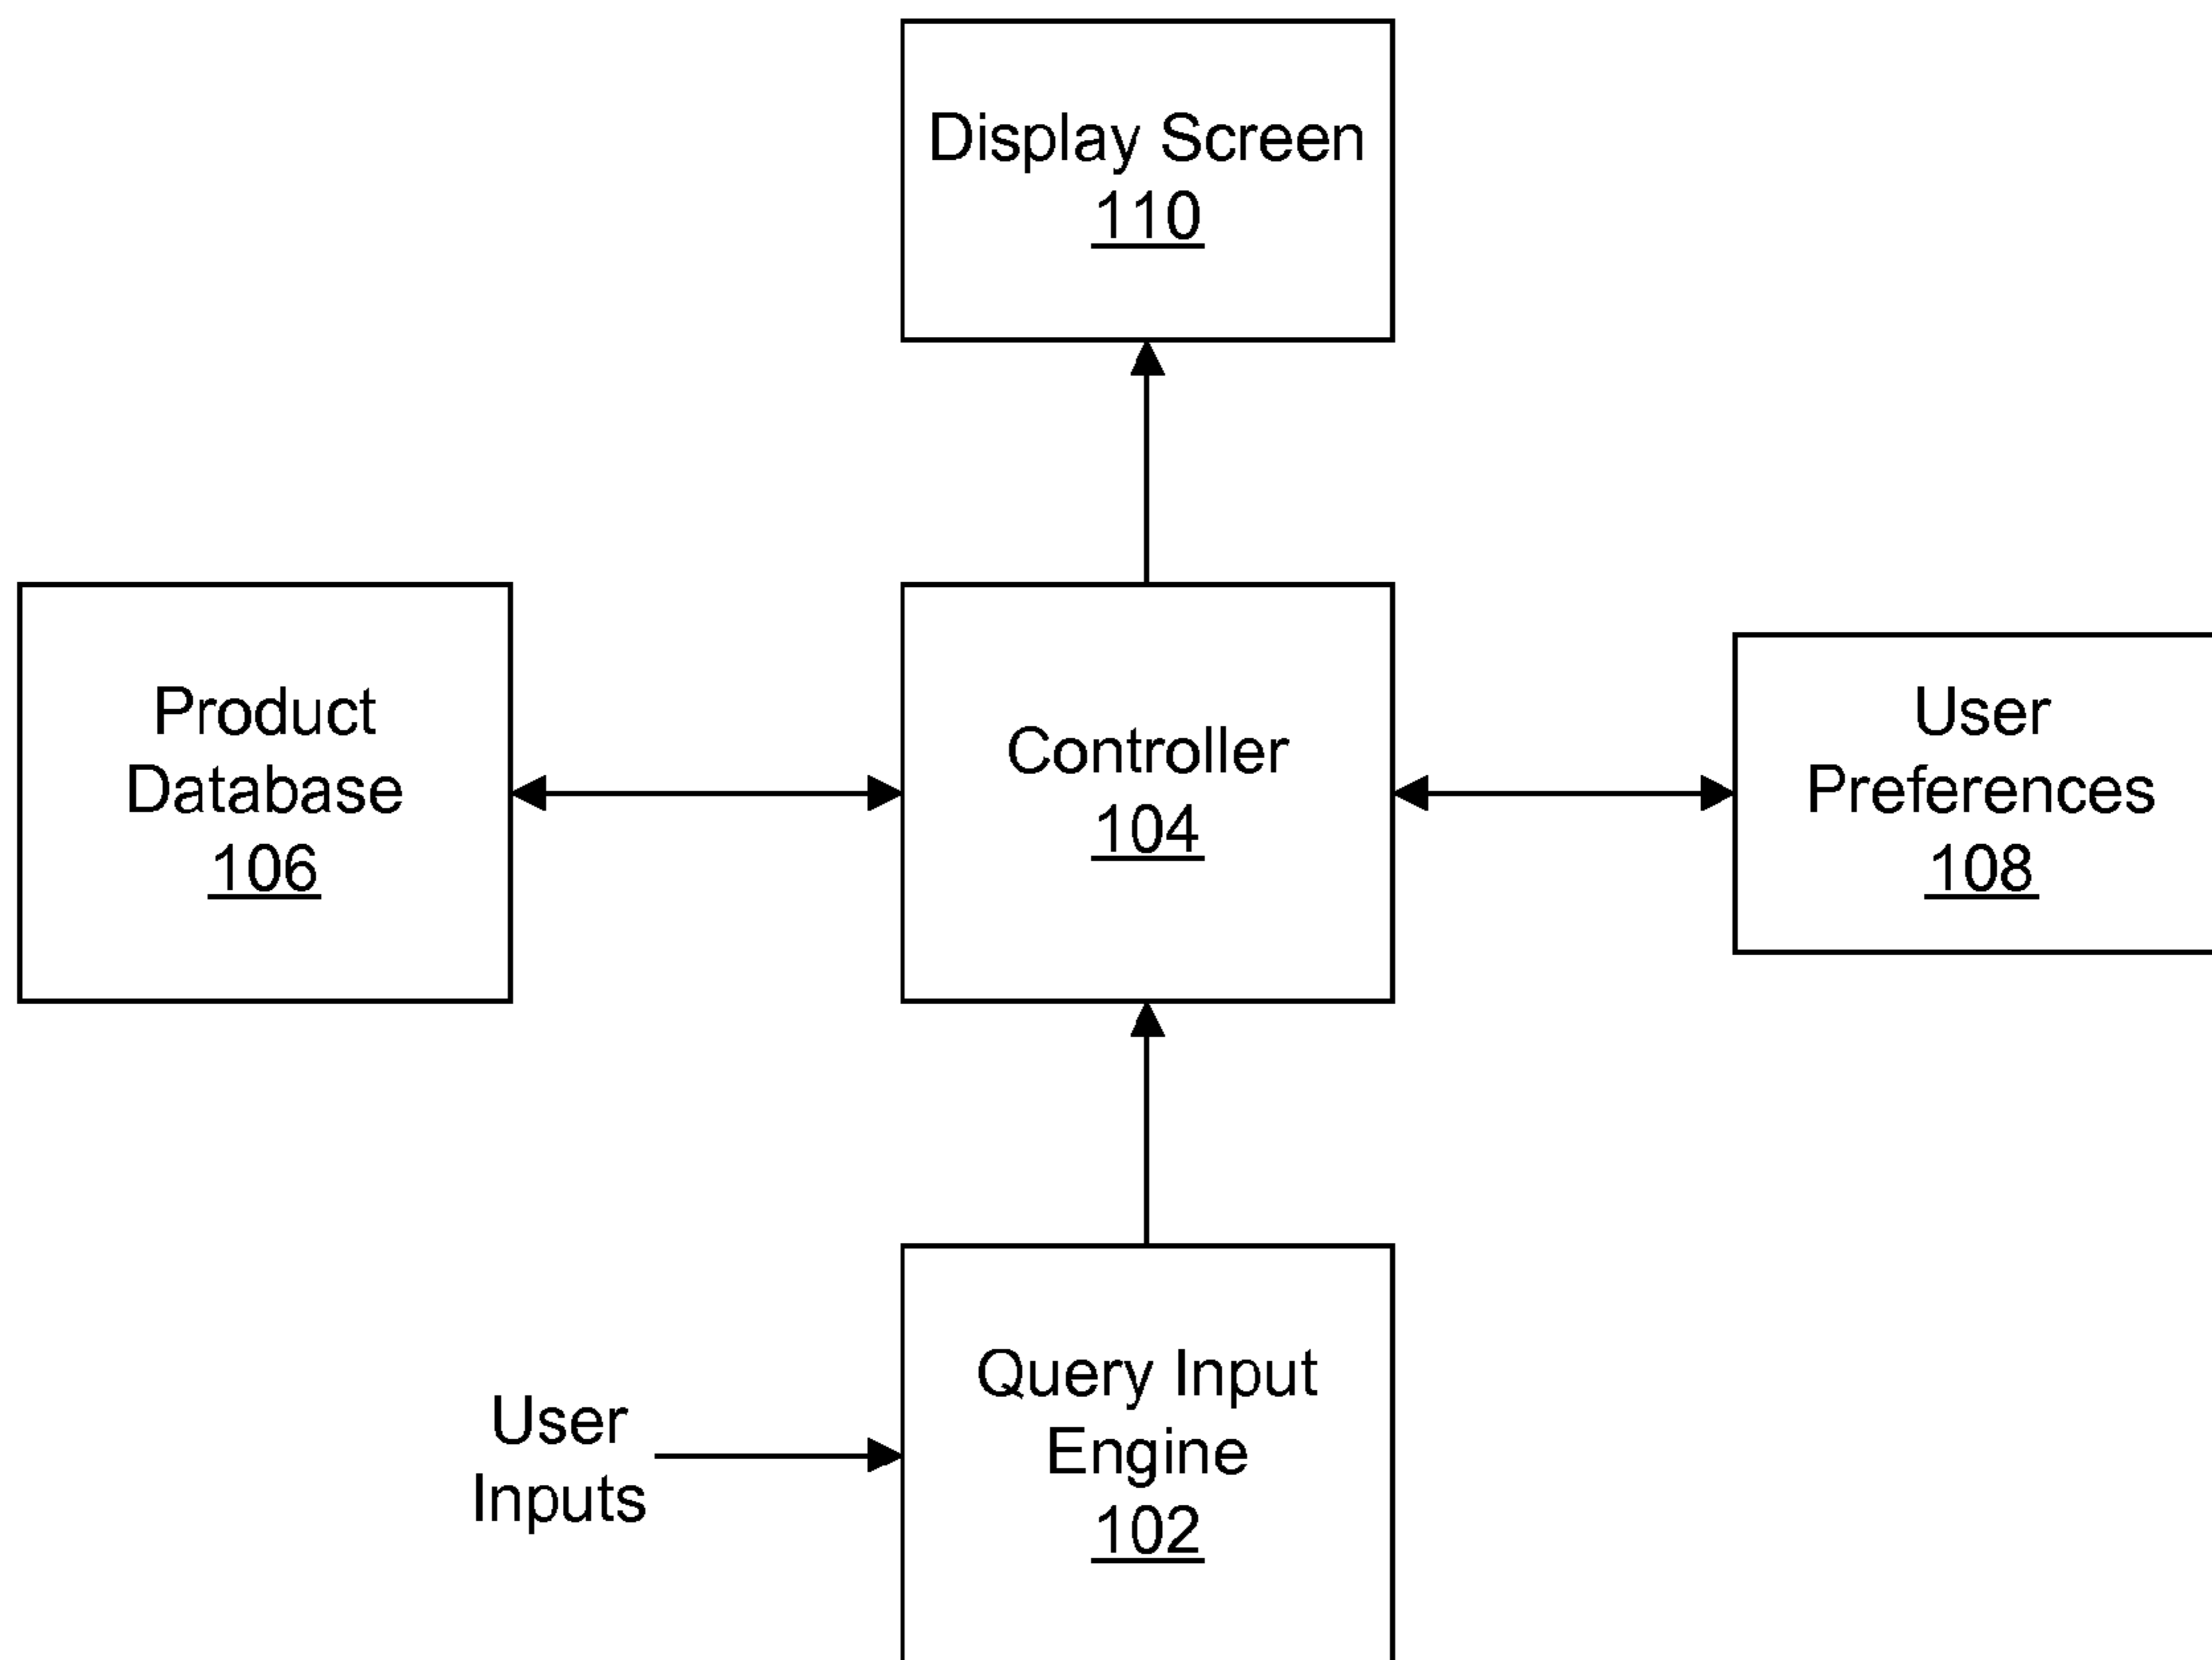 Display Screen
110
Product
Database
106
Controller
104
User
Preferences
108
User
Inputs
Query Input
Engine
102